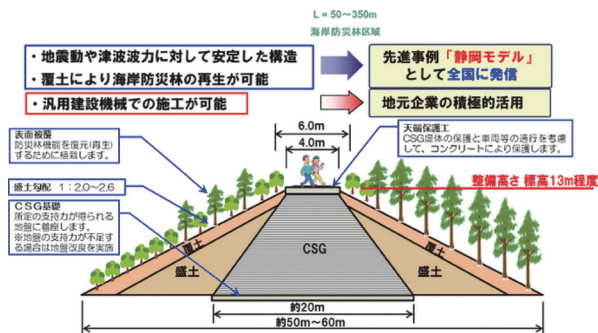 L = 50～350m
海岸防災林区域
・地震動や津波波力に対して安定した構造
・覆土により海岸防災林の再生が可能
先進事例「静岡モデル」
として全国に発信
・汎用建設機械での施工が可能
地元企業の積極的活用
6.0m
4.0m
表面被覆
防災林機能を復元(再生)
するために植栽します。
天端保護工
CSG堤体の保護と車両等の通行を考慮
して、コンクリートにより保護します。
盛土勾配　1：2.0～2.6
整備高さ 標高13m程度
CSG基礎
所定の支持力が得られる
地盤に着座します。
※地盤の支持力が不足す
る場合は地盤改良を実施
覆土
盛土
CSG
覆土
盛土
約20m
約50m～60m